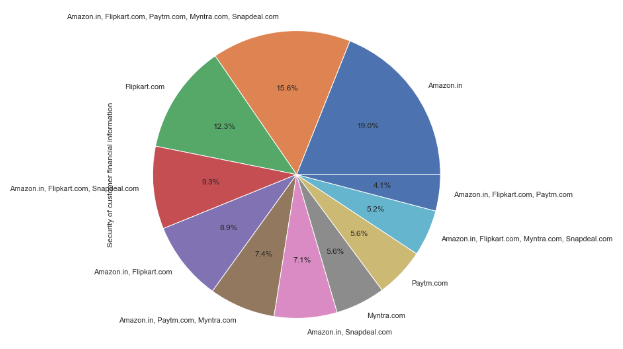 Amazon.in, Flipkart.com, Paytm.com, Myntra.com, Snapdeal.com
Amazon.in
Flipkart.com
15.6%
19.0%
12.3%
Security of customer financial information
Amazon.in, Flipkart.com, Snapdeal.com
9.3%
4.1%
Amazon.in, Flipkart.com, Paytm.com
5.2%
8.9%
5.6%
Amazon.in, Flipkart.com, Myntra.com, Snapdeal.com
7.4%
7.1%
5.6%
Amazon.in, Flipkart.com
Paytm.com
Amazon.in, Paytm.com, Myntra.com
Myntra.com
Amazon.in, Snapdeal.com